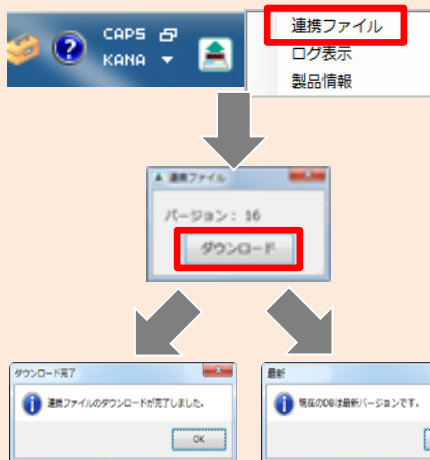 CAPS
KANA
連携ファイル
ログ表示
製品情報
連携ファイル
バージョン: 16
ダウンロード
ダウンロード完了
連携ファイルのダウンロードが完了しました。
OK
最新
現在のDBは最新バージョンです。